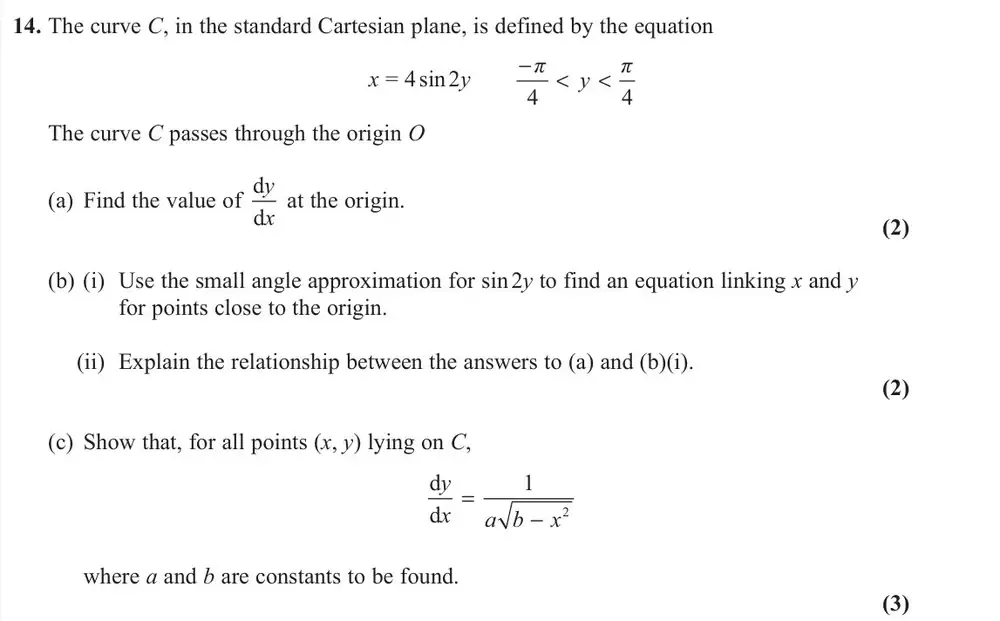 14. The curve C, in the standard Cartesian plane, is defined by the equation
x = 4 sin 2y    −π/4 < y < π/4
The curve C passes through the origin O
(a) Find the value of dy/dx at the origin.
(2)
(b) (i) Use the small angle approximation for sin 2y to find an equation linking x and y
for points close to the origin.
(ii) Explain the relationship between the answers to (a) and (b)(i).
(2)
(c) Show that, for all points (x, y) lying on C,
dy/dx = 1/(a√(b − x²))
where a and b are constants to be found.
(3)